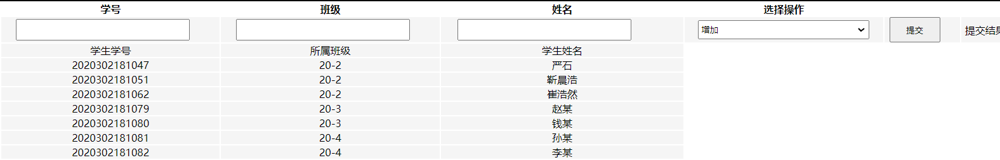 学号 班级 姓名 选择操作
增加 提交 提交结果
学生学号 所属班级 学生姓名
2020302181047 20-2 严石
2020302181051 20-2 靳晨浩
2020302181062 20-2 崔浩然
2020302181079 20-3 赵某
2020302181080 20-3 钱某
2020302181081 20-4 孙某
2020302181082 20-4 李某